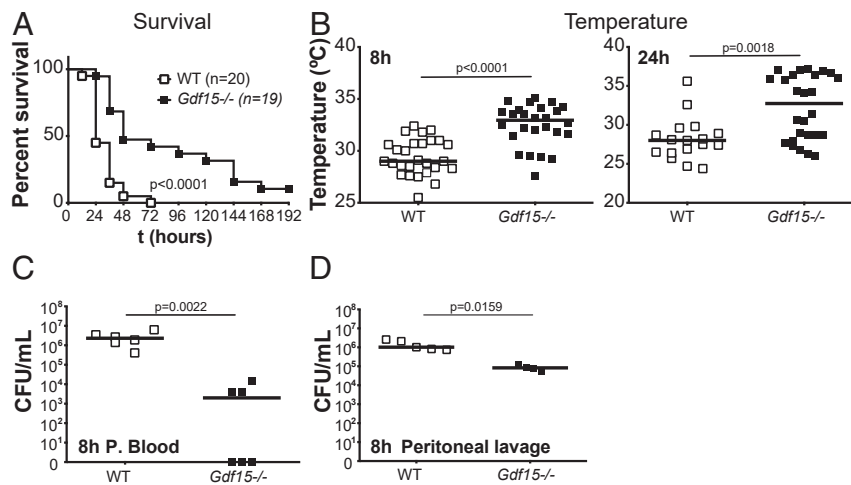 A
Survival
Percent survival
100
50
0
WT (n=20)
Gdf15-/- (n=19)
p<0.0001
0 24 48 72 96 120 144 168 192
t (hours)
B
Temperature
Temperature (ºC)
8h
p<0.0001
40
35
30
25
WT
Gdf15-/-
24h
p=0.0018
40
35
30
25
20
WT
Gdf15-/-
C
CFU/mL
p=0.0022
10⁸
10⁷
10⁶
10⁵
10⁴
10³
10²
10¹
0
8h P. Blood
WT
Gdf15-/-
D
CFU/mL
p=0.0159
10⁸
10⁷
10⁶
10⁵
10⁴
10³
10²
10¹
0
8h Peritoneal lavage
WT
Gdf15-/-